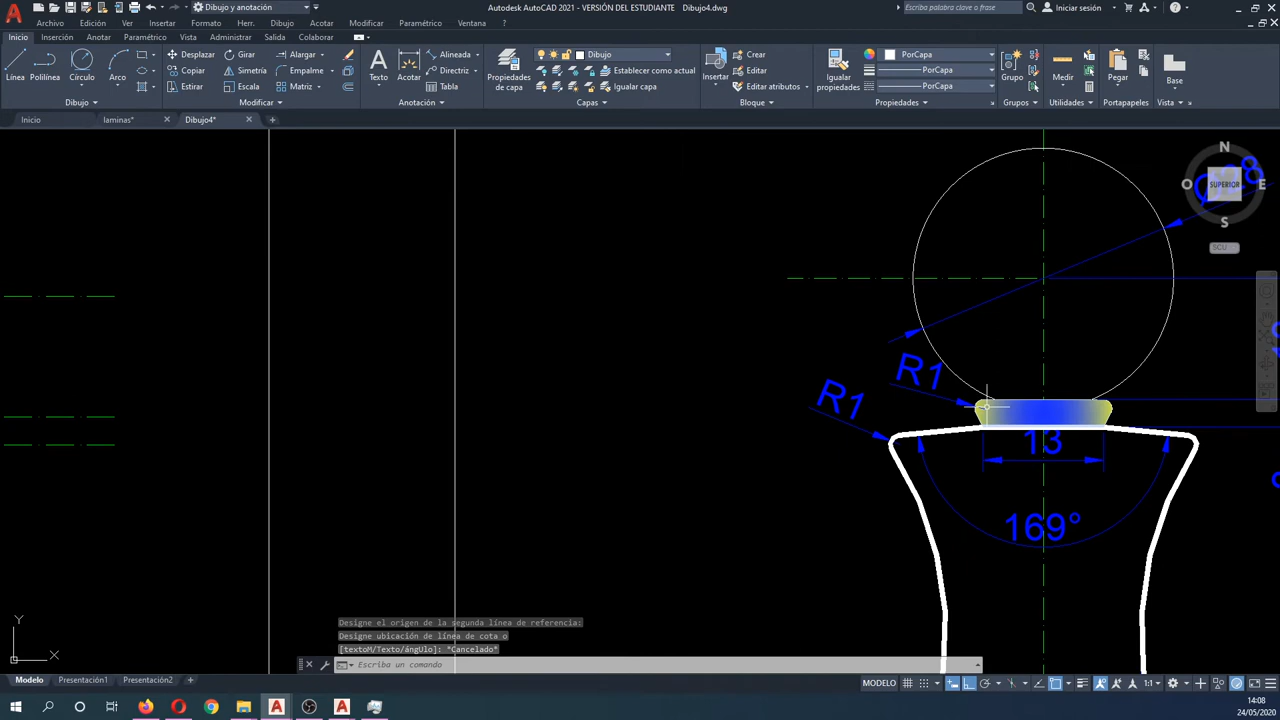 Dibujo y anotación
Autodesk AutoCAD 2021 - VERSIÓN DEL ESTUDIANTE Dibujo4.dwg
Escriba palabra clave o frase
Iniciar sesión
Archivo Edición Ver Insertar Formato Herr. Dibujo Acotar Modificar Paramétrico Ventana ?
Inicio Inserción Anotar Paramétrico Vista Administrar Salida Colaborar
Línea Polilínea Círculo Arco
Desplazar Girar Alargar
Copiar Simetría Empalme
Estirar Escala Matriz
Texto Acotar
Alineada
Directriz
Tabla
Propiedades de capa
Dibujo
Establecer como actual
Igualar capa
Insertar
Crear
Editar
Editar atributos
Igualar propiedades
PorCapa
PorCapa
PorCapa
Grupo Medir Pegar Base
Dibujo Modificar Anotación Capas Bloque Propiedades Grupos Utilidades Portapapeles Vista
Inicio laminas* Dibujo4*
N
O SUPERIOR E
S
SCU
R1
R1
13
169°
Y
X
Designe el origen de la segunda línea de referencia:
Designe ubicación de línea de cota o
[textoM/Texto/ángUlo]: *Cancelado*
Escriba un comando
Modelo Presentación1 Presentación2 +
MODELO 1:1
14:08
24/05/2020